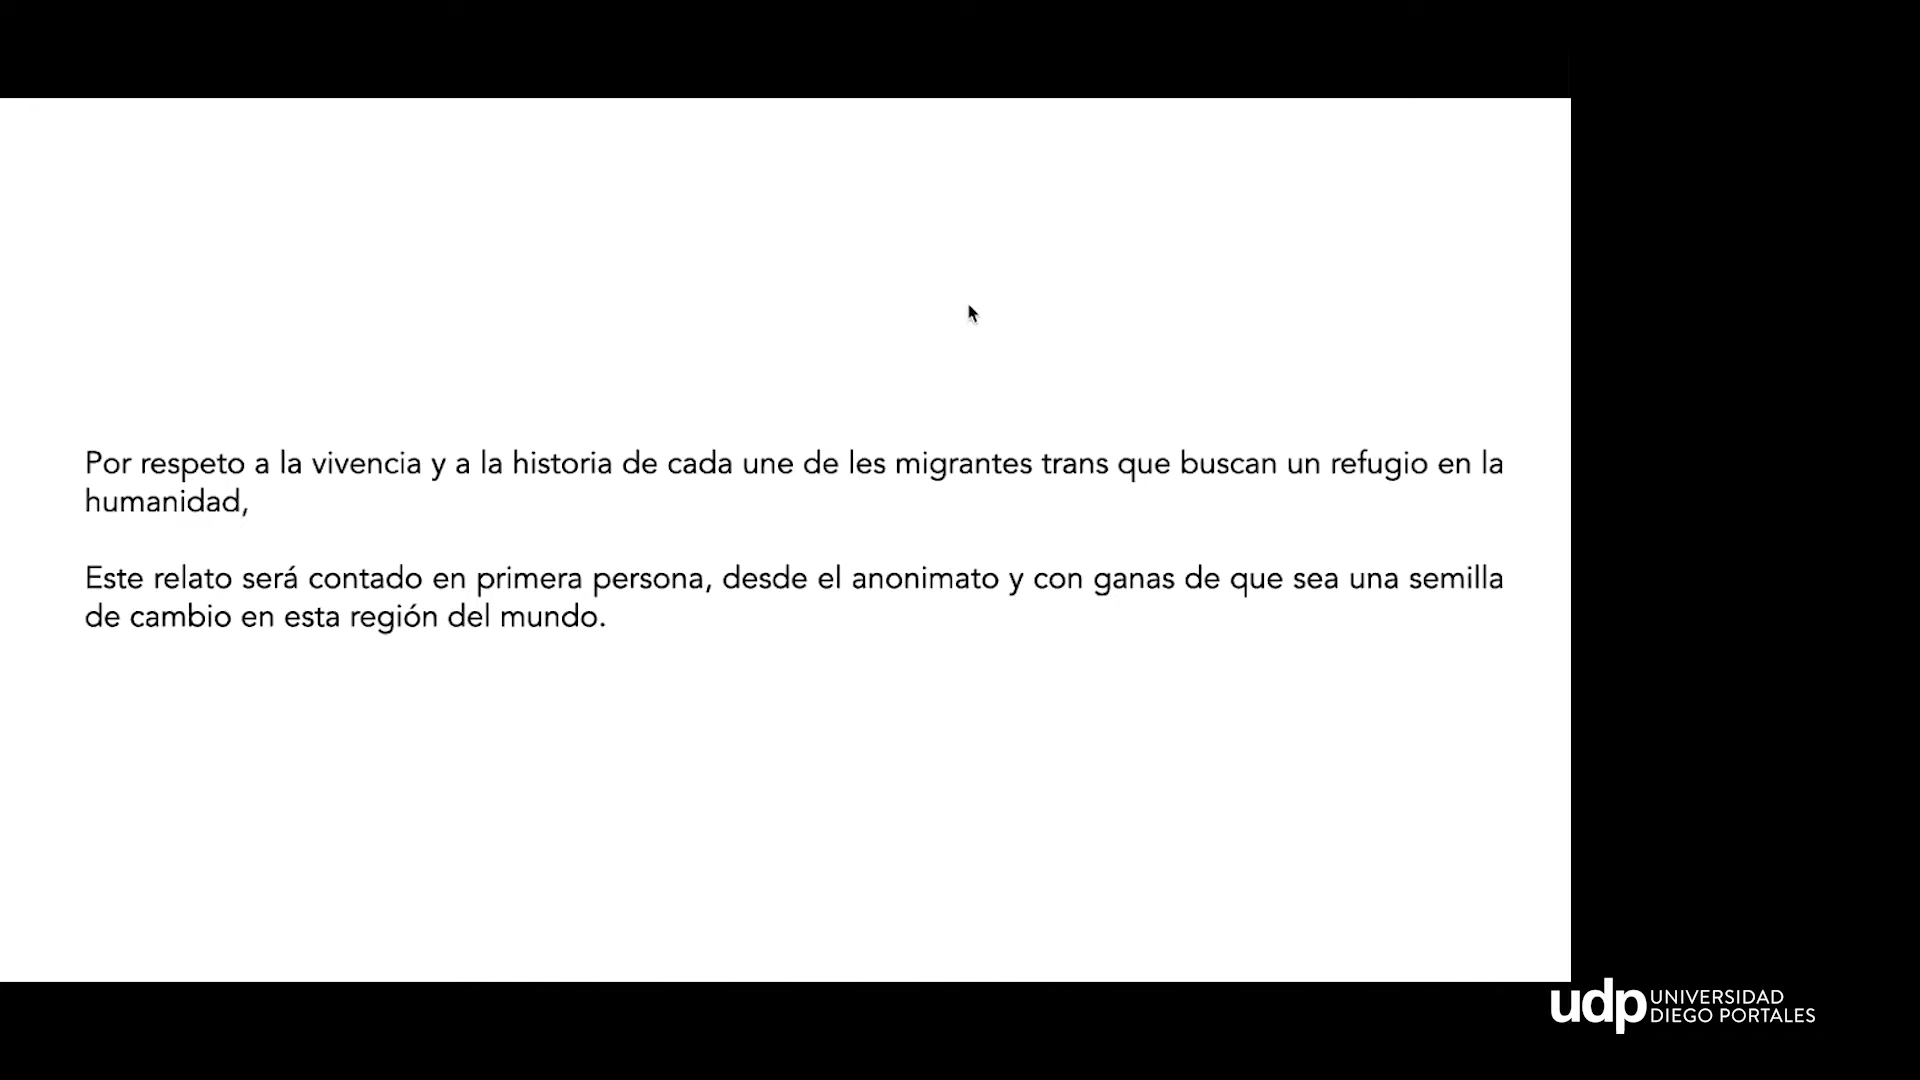 Por respeto a la vivencia y a la historia de cada une de les migrantes trans que buscan un refugio en la
humanidad,
Este relato será contado en primera persona, desde el anonimato y con ganas de que sea una semilla
de cambio en esta región del mundo.
udp UNIVERSIDAD
DIEGO PORTALES